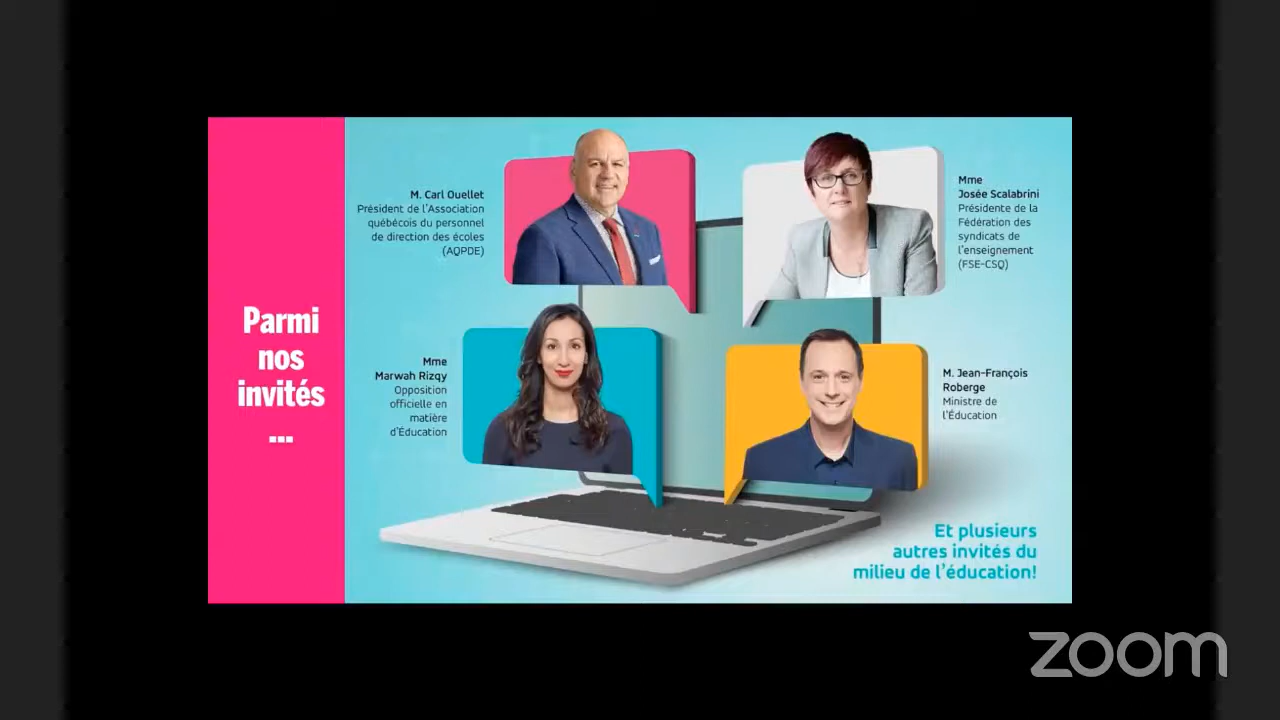 Parmi
nos
invités
...
M. Carl Ouellet
Président de l'Association
québécois du personnel
de direction des écoles
(AQPDE)
Mme
Josée Scalabrini
Présidente de la
Fédération des
syndicats de
l'enseignement
(FSE-CSQ)
Mme
Marwah Rizqy
Opposition
officielle en
matière
d'Éducation
M. Jean-François
Roberge
Ministre de
l'Éducation
Et plusieurs
autres invités du
milieu de l'éducation!
zoom